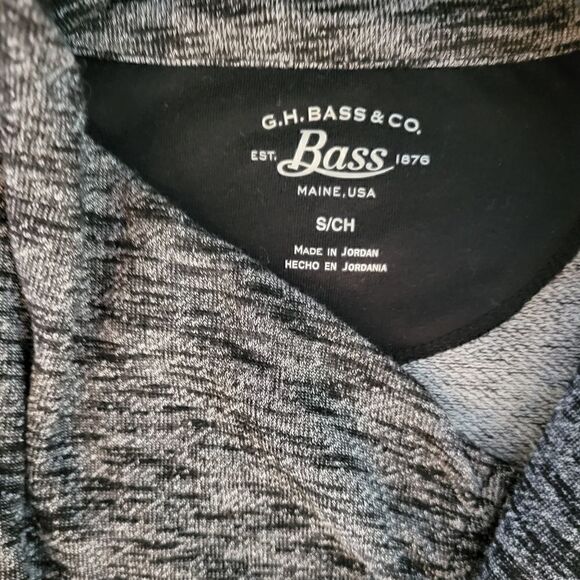 G.H. BASS & CO.
EST. Bass 1876
MAINE, USA
S/CH
MADE IN JORDAN
HECHO EN JORDANIA